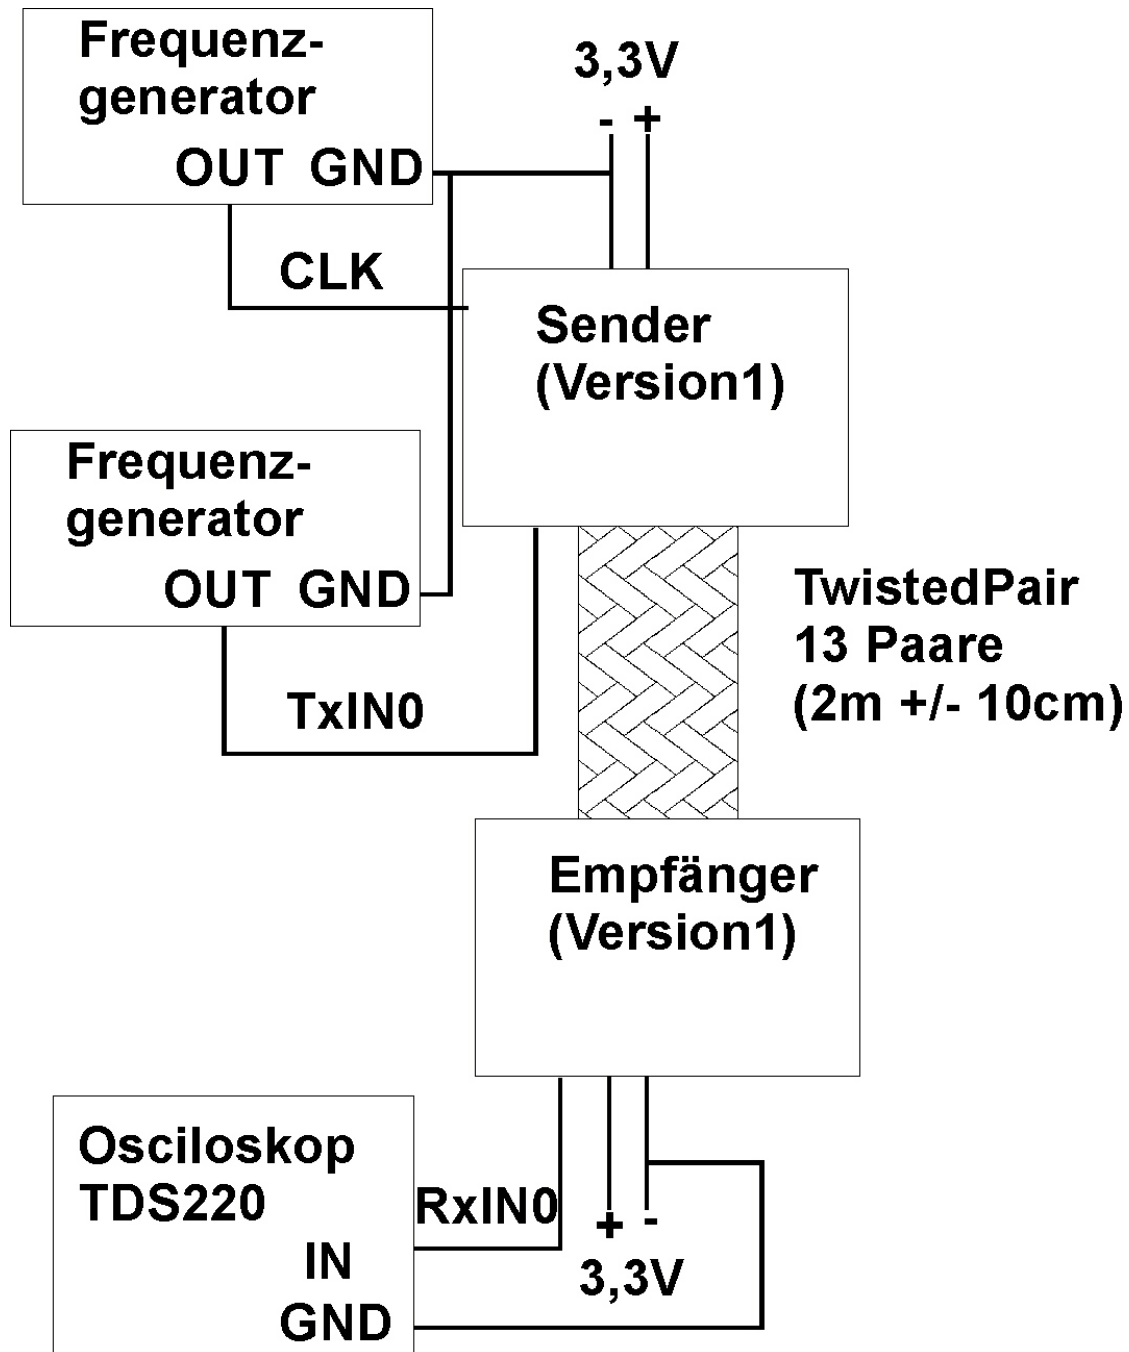 Frequenz-
generator
OUT GND
3,3V
- +
CLK
Sender
(Version1)
Frequenz-
generator
OUT GND
TxIN0
TwistedPair
13 Paare
(2m +/- 10cm)
Empfänger
(Version1)
Osciloskop
TDS220
IN
GND
RxIN0
+ -
3,3V